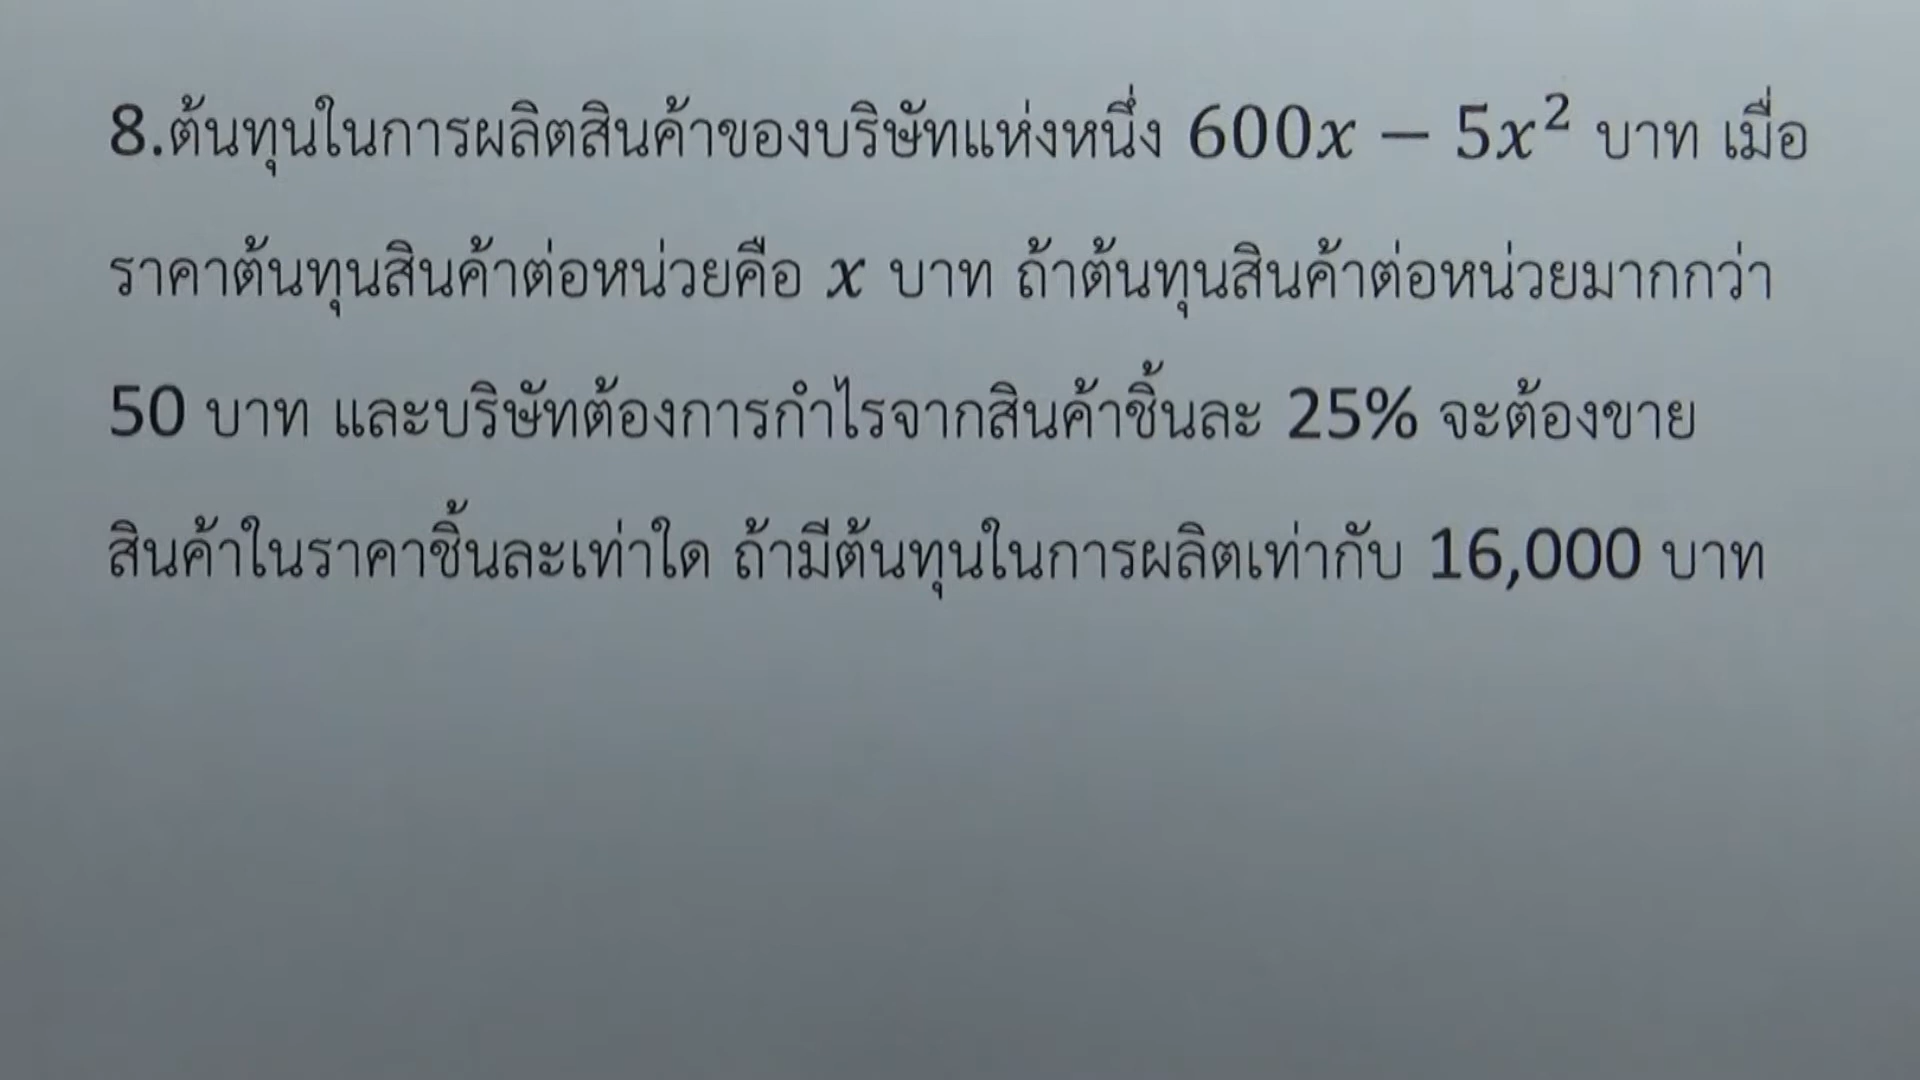 8.ต้นทุนในการผลิตสินค้าของบริษัทแห่งหนึ่ง 600x − 5x² บาท เมื่อ
ราคาต้นทุนสินค้าต่อหน่วยคือ x บาท ถ้าต้นทุนสินค้าต่อหน่วยมากกว่า
50 บาท และบริษัทต้องการกำไรจากสินค้าชิ้นละ 25% จะต้องขาย
สินค้าในราคาชิ้นละเท่าใด ถ้ามีต้นทุนในการผลิตเท่ากับ 16,000 บาท